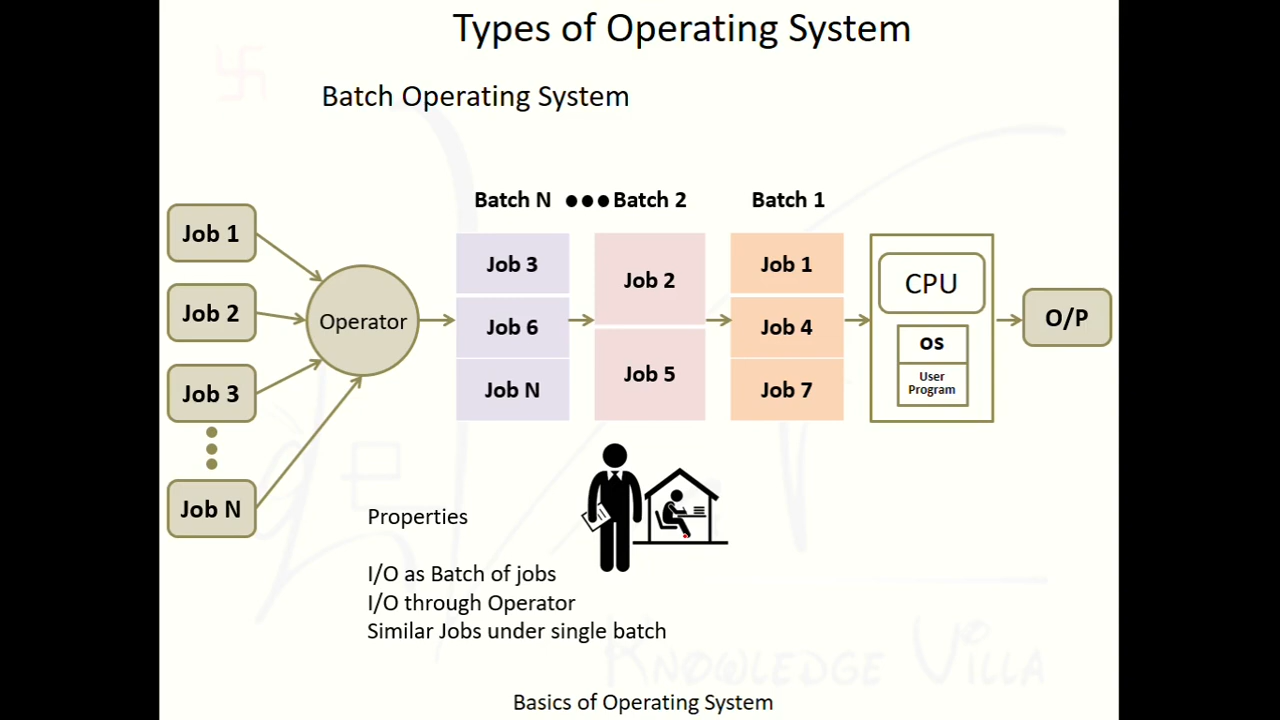 Types of Operating System
Batch Operating System
Batch N ●●● Batch 2 Batch 1
Job 1
Job 2
Job 3
Job N
Operator
Job 3
Job 6
Job N
Job 2
Job 5
Job 1
Job 4
Job 7
CPU
OS
User
Program
O/P
Properties
I/O as Batch of jobs
I/O through Operator
Similar Jobs under single batch
KNOWLEDGE VILLA
Basics of Operating System